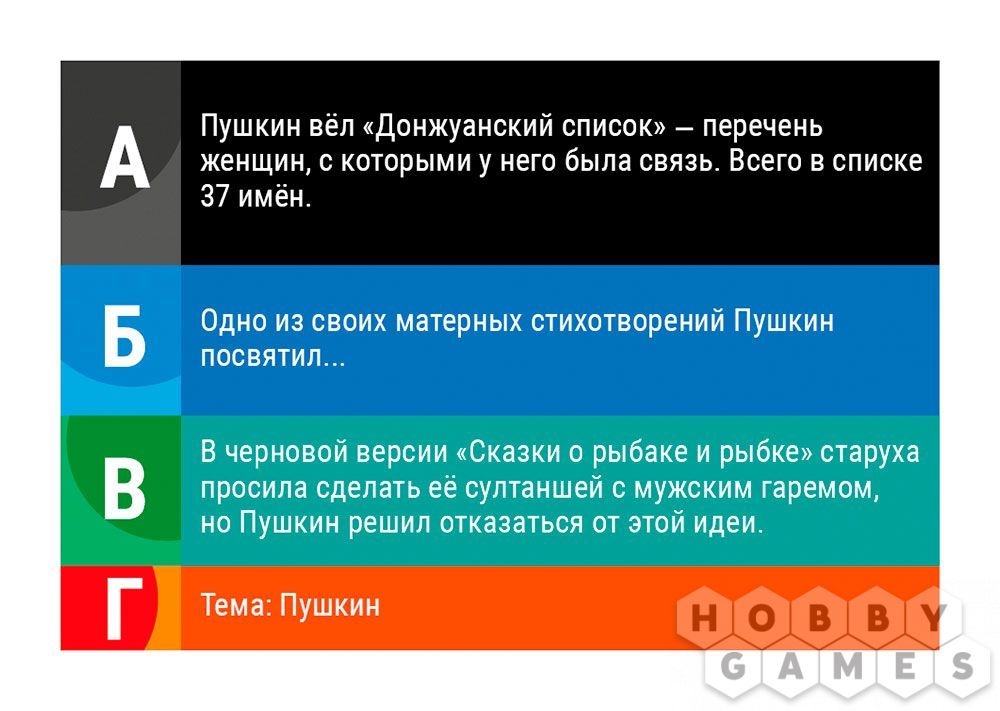 А
Пушкин вёл «Донжуанский список» — перечень
женщин, с которыми у него была связь. Всего в списке
37 имён.
Б
Одно из своих матерных стихотворений Пушкин
посвятил...
В
В черновой версии «Сказки о рыбаке и рыбке» старуха
просила сделать её султаншей с мужским гаремом,
но Пушкин решил отказаться от этой идеи.
Г
Тема: Пушкин
HOBBY
GAMES